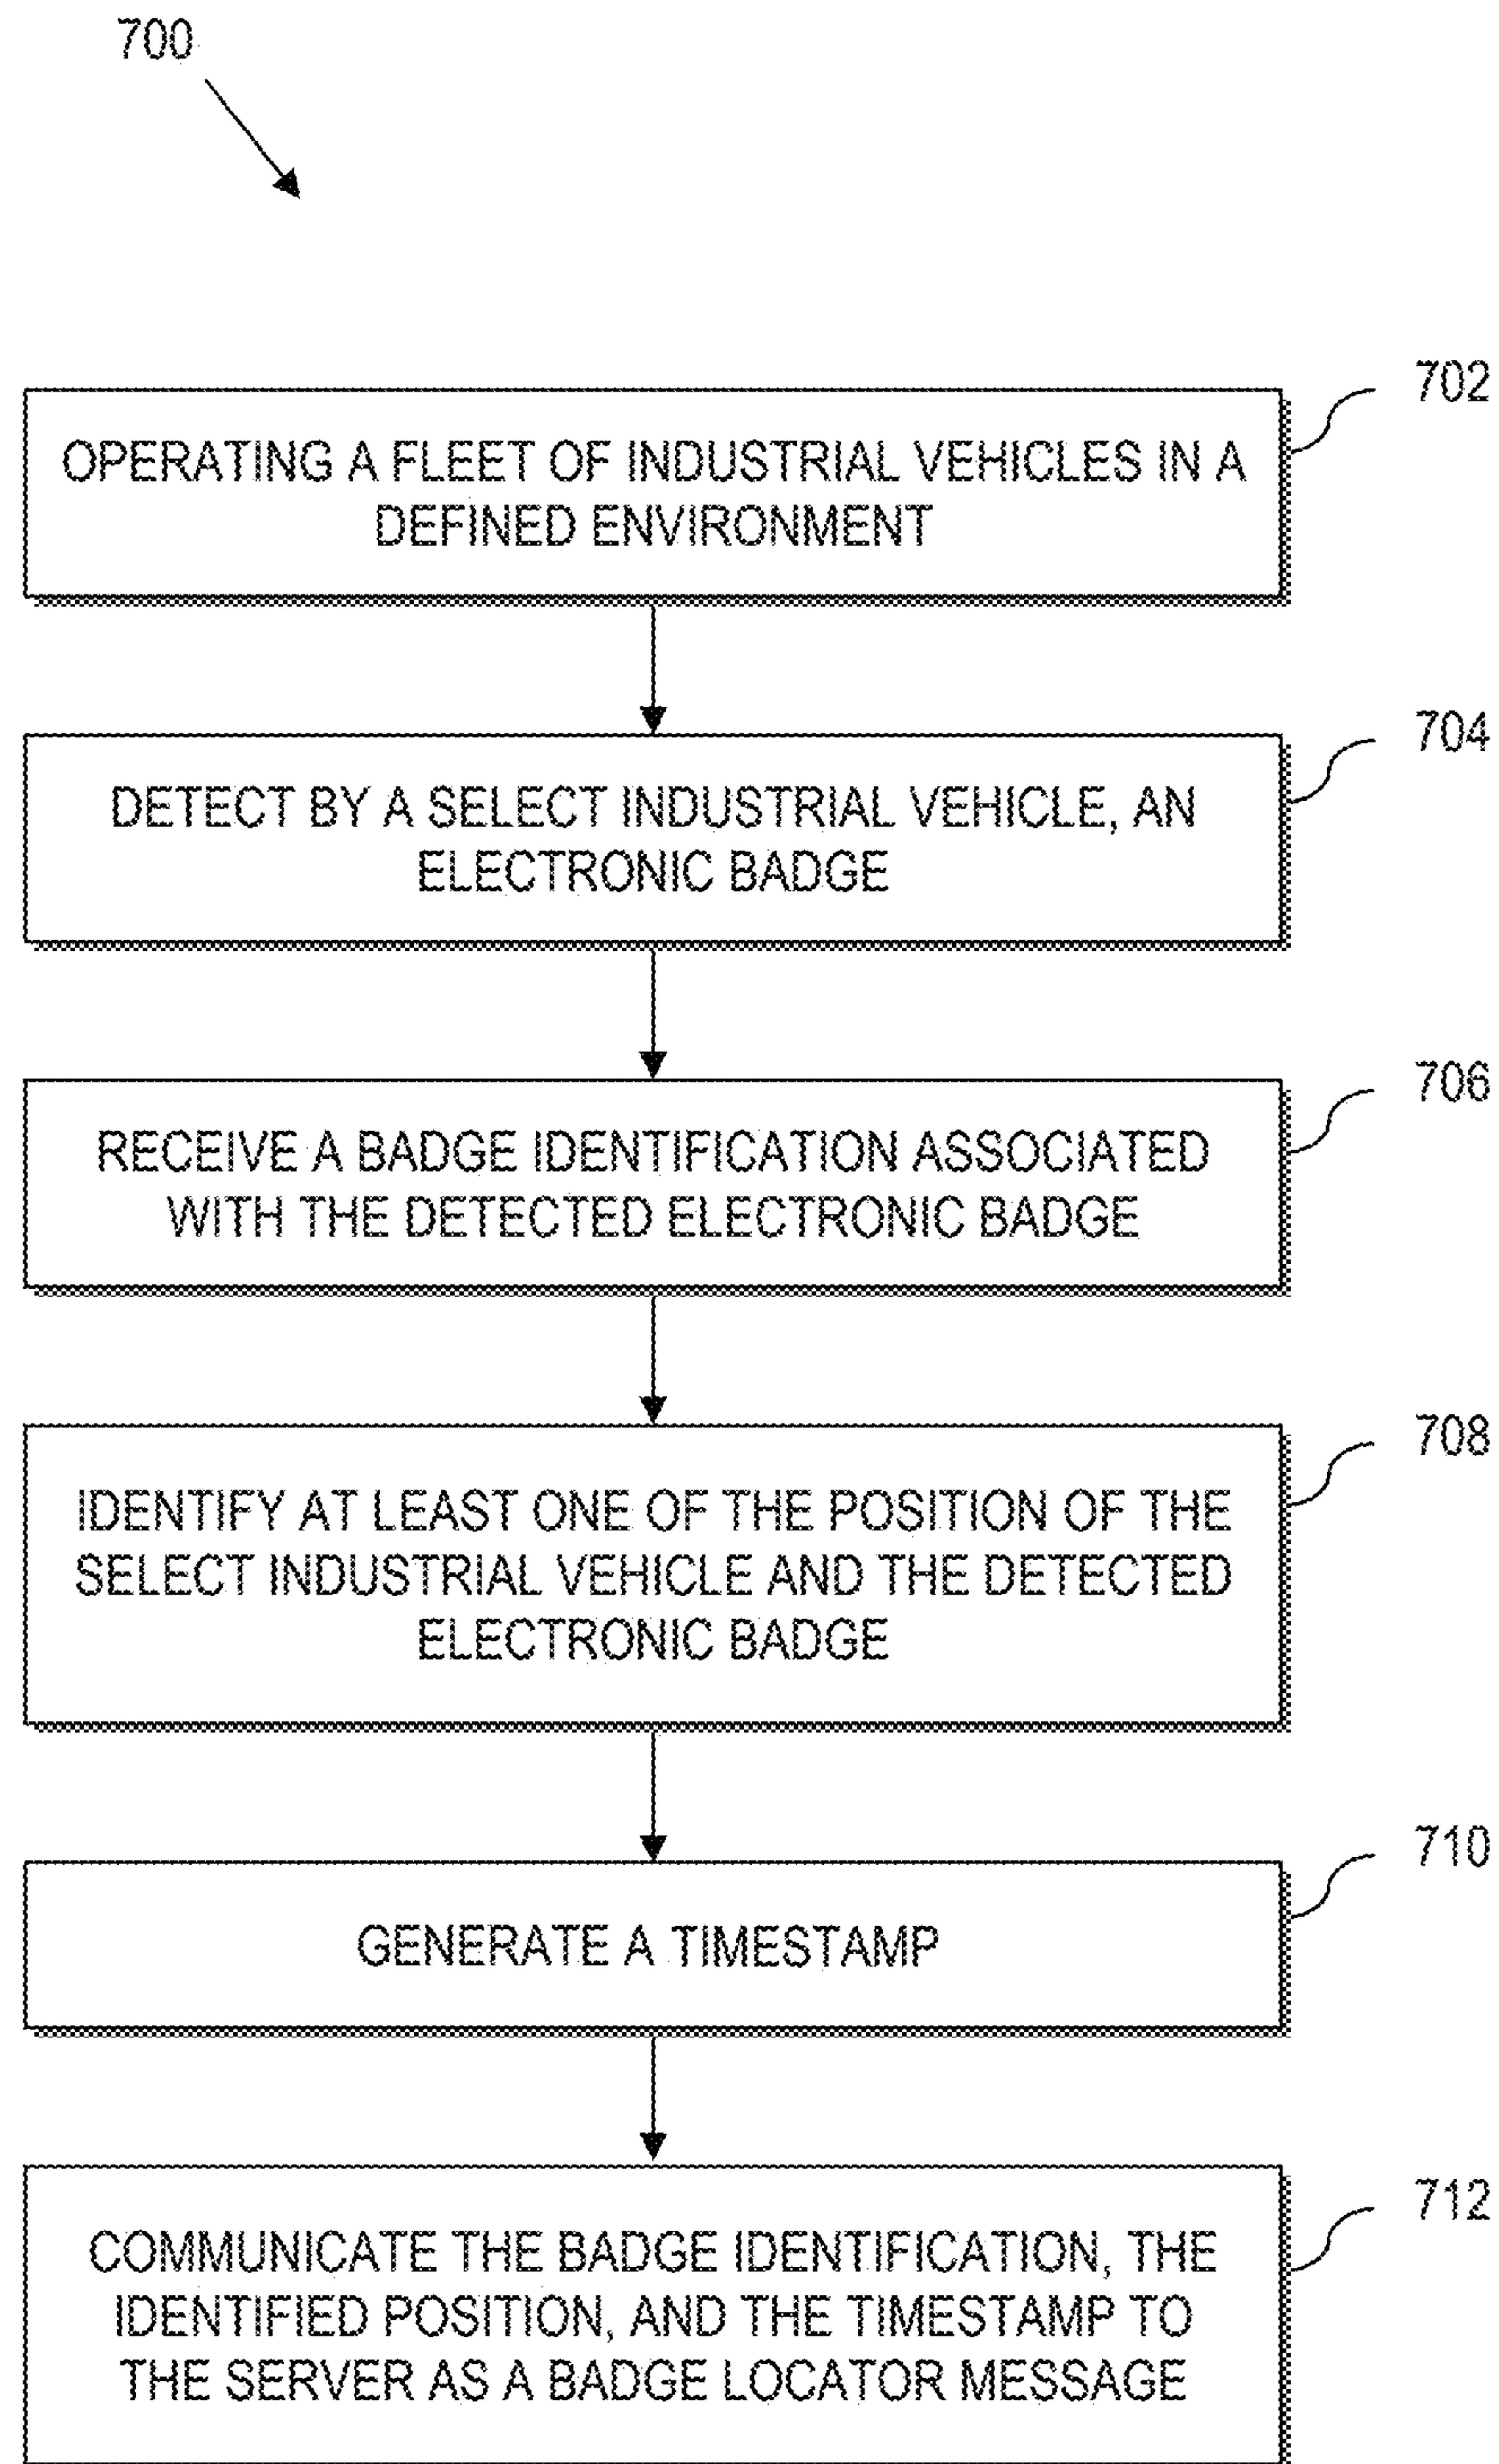 700
702
OPERATING A FLEET OF INDUSTRIAL VEHICLES IN A
DEFINED ENVIRONMENT
704
DETECT BY A SELECT INDUSTRIAL VEHICLE, AN
ELECTRONIC BADGE
706
RECEIVE A BADGE IDENTIFICATION ASSOCIATED
WITH THE DETECTED ELECTRONIC BADGE
708
IDENTIFY AT LEAST ONE OF THE POSITION OF THE
SELECT INDUSTRIAL VEHICLE AND THE DETECTED
ELECTRONIC BADGE
710
GENERATE A TIMESTAMP
712
COMMUNICATE THE BADGE IDENTIFICATION, THE
IDENTIFIED POSITION, AND THE TIMESTAMP TO
THE SERVER AS A BADGE LOCATOR MESSAGE